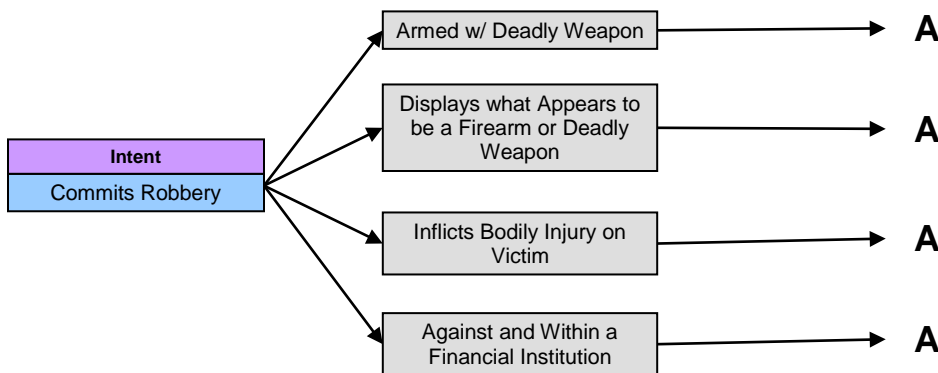 Armed w/ Deadly Weapon
A
Displays what Appears to
be a Firearm or Deadly
Weapon
A
Intent
Commits Robbery
Inflicts Bodily Injury on
Victim
A
Against and Within a
Financial Institution
A